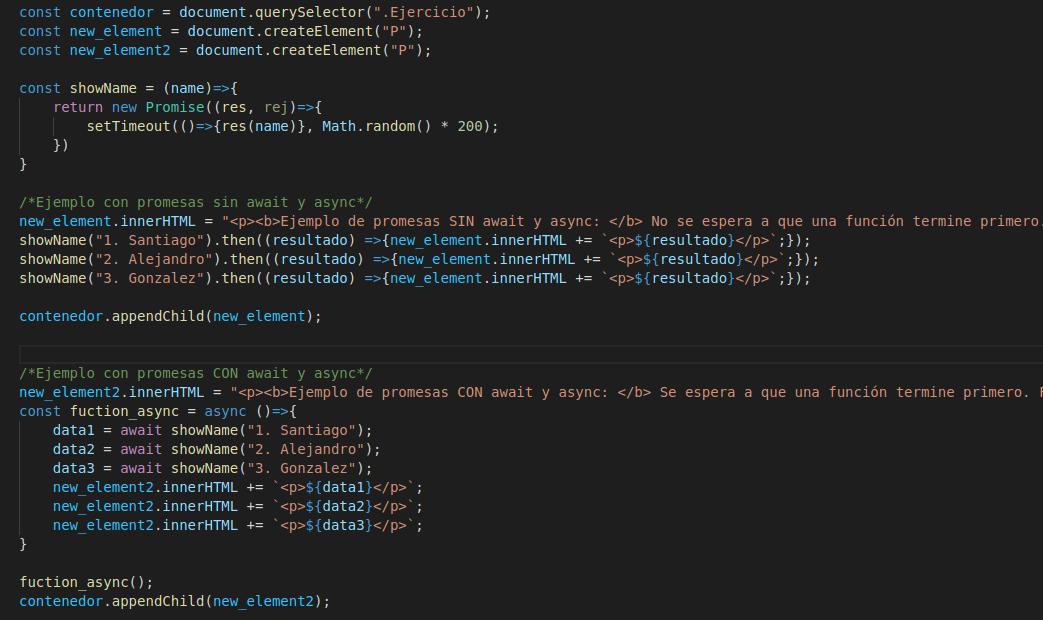 const contenedor = document.querySelector(".Ejercicio");
const new_element = document.createElement("P");
const new_element2 = document.createElement("P");
const showName = (name)=>{
return new Promise((res, rej)=>{
setTimeout(()=>{res(name)}, Math.random() * 200);
})
}
/*Ejemplo con promesas sin await y async*/
new_element.innerHTML = "<p><b>Ejemplo de promesas SIN await y async: </b> No se espera a que una función termine primero.
showName("1. Santiago").then((resultado) =>{new_element.innerHTML += `<p>${resultado}</p>`;});
showName("2. Alejandro").then((resultado) =>{new_element.innerHTML += `<p>${resultado}</p>`;});
showName("3. Gonzalez").then((resultado) =>{new_element.innerHTML += `<p>${resultado}</p>`;});
contenedor.appendChild(new_element);
/*Ejemplo con promesas CON await y async*/
new_element2.innerHTML = "<p><b>Ejemplo de promesas CON await y async: </b> Se espera a que una función termine primero.
const fuction_async = async ()=>{
data1 = await showName("1. Santiago");
data2 = await showName("2. Alejandro");
data3 = await showName("3. Gonzalez");
new_element2.innerHTML += `<p>${data1}</p>`;
new_element2.innerHTML += `<p>${data2}</p>`;
new_element2.innerHTML += `<p>${data3}</p>`;
}
fuction_async();
contenedor.appendChild(new_element2);